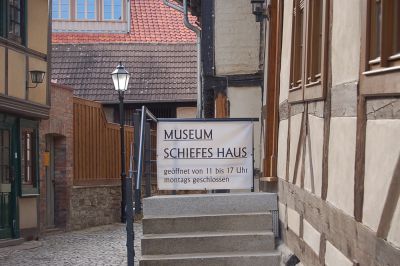 MUSEUM
SCHIEFES HAUS
geöffnet von 11 bis 17 Uhr
montags geschlossen